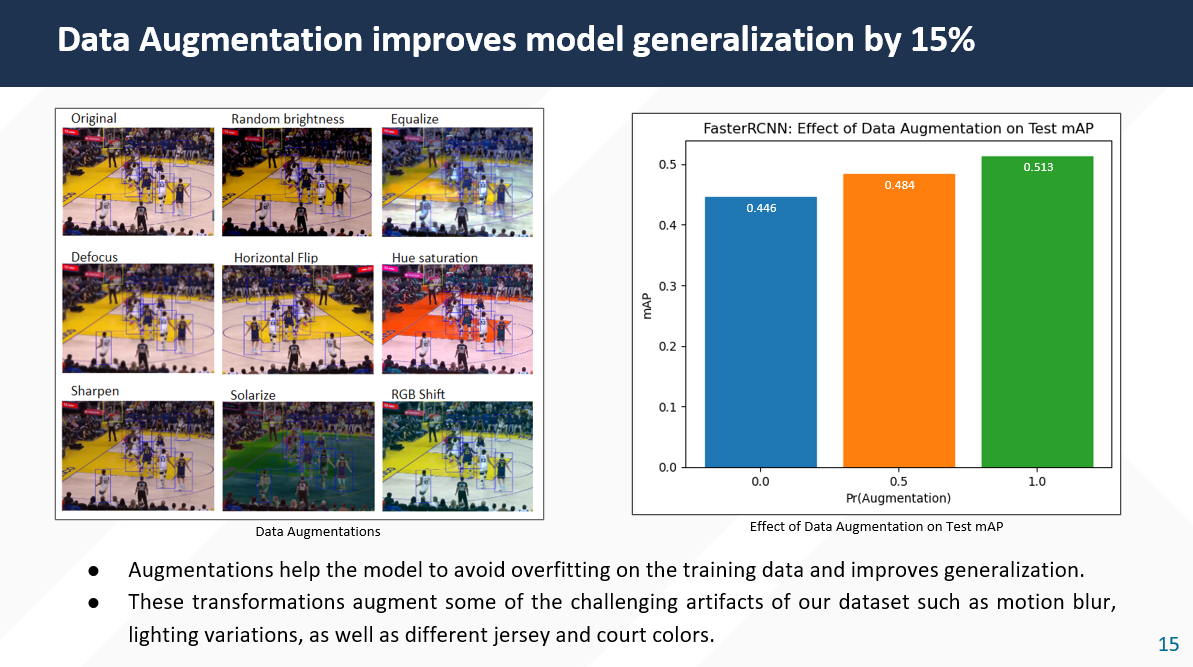 Data Augmentation improves model generalization by 15%
Original
Random brightness
Equalize
Defocus
Horizontal Flip
Hue saturation
Sharpen
Solarize
RGB Shift
Data Augmentations
FasterRCNN: Effect of Data Augmentation on Test mAP
mAP
0.5
0.4
0.3
0.2
0.1
0.0
0.446
0.484
0.513
0.0
0.5
1.0
Pr(Augmentation)
Effect of Data Augmentation on Test mAP
● Augmentations help the model to avoid overfitting on the training data and improves generalization.
● These transformations augment some of the challenging artifacts of our dataset such as motion blur,
lighting variations, as well as different jersey and court colors.
15